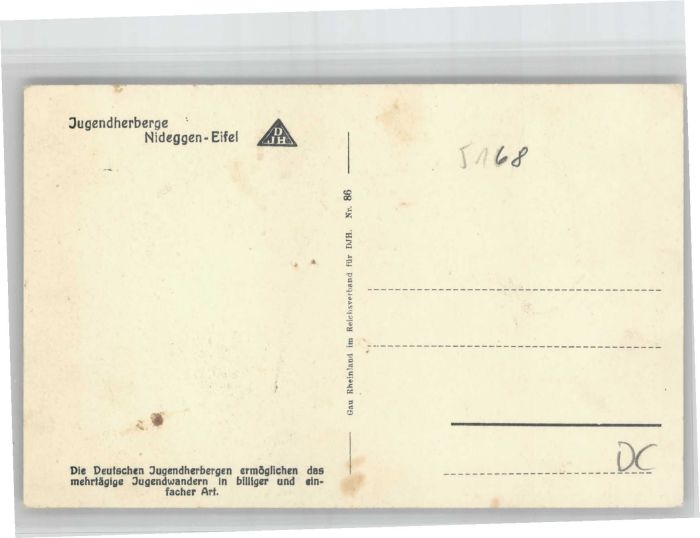 Jugendherberge
Nideggen-Eifel
D
JH
5168
Gau Rheinland im Reichsverband für DJH. Nr. 86
DC
Die Deutschen Jugendherbergen ermöglichen das
mehrtägige Jugendwandern in billiger und ein-
facher Art.